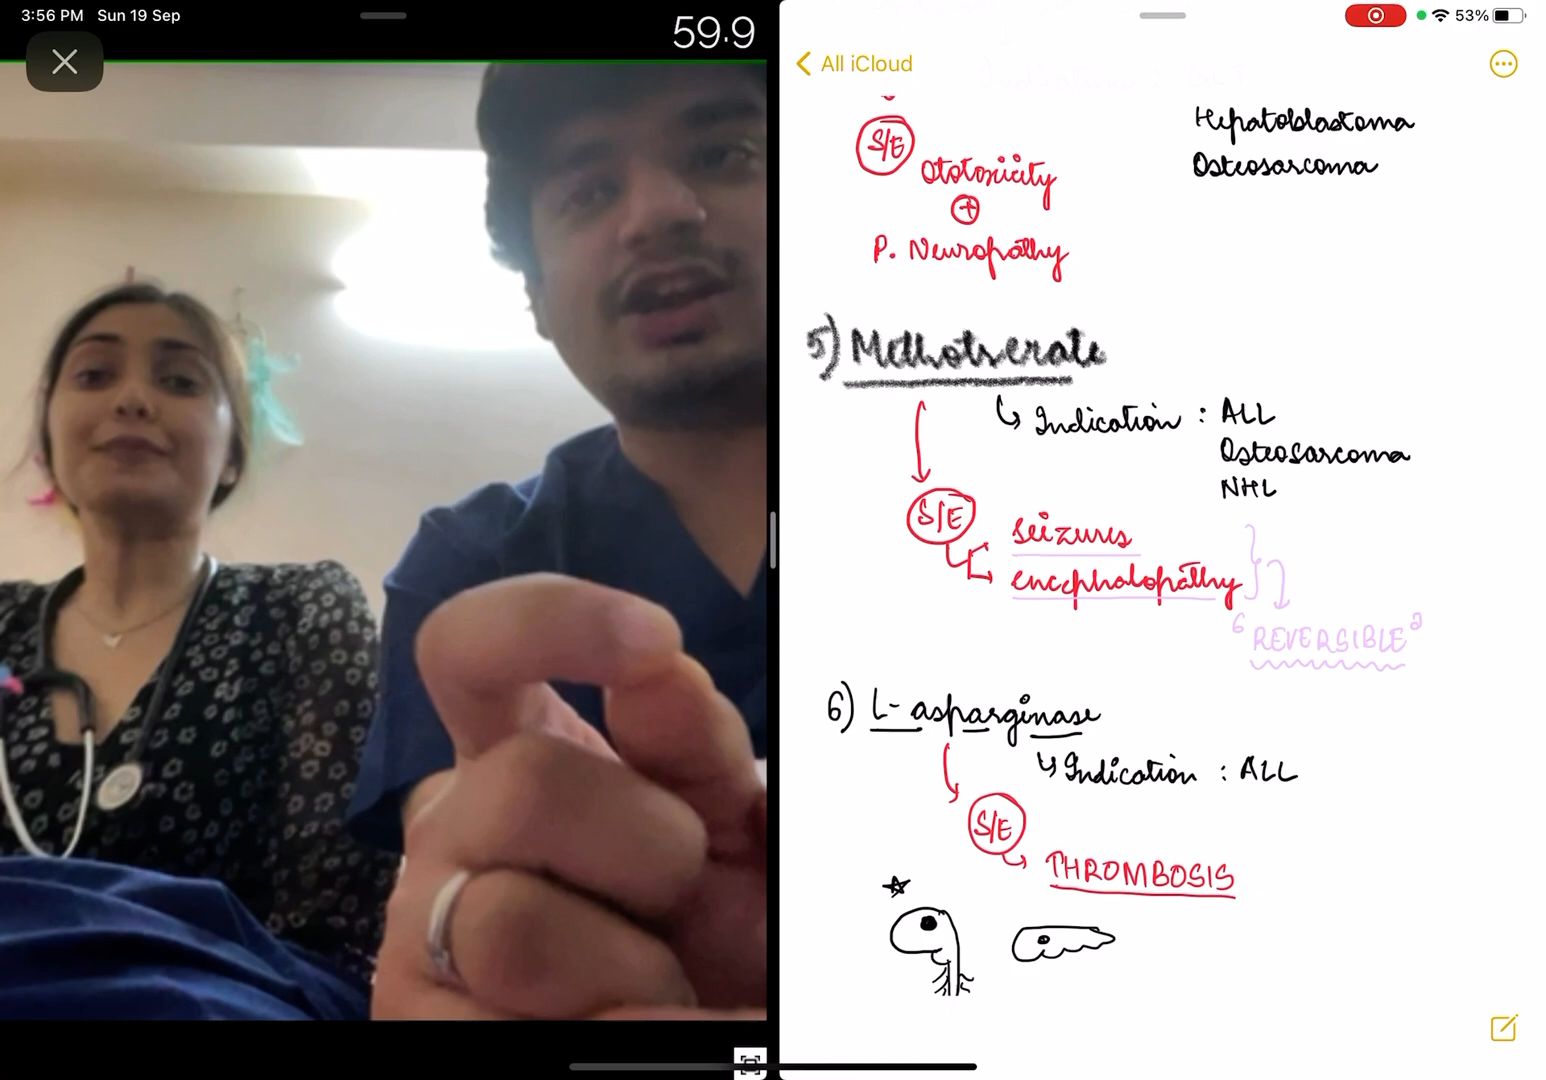 3:56 PM Sun 19 Sep
59.9
53%
All iCloud
Hepatoblastoma
Osteosarcoma
S/E
Ototoxicity
+
P. Neuropathy
5) Methotxerate
Indication : ALL
Osteosarcoma
NHL
S/E
seizures
encephalopathy
"REVERSIBLE"
6) L-asparginase
Indication : ALL
S/E
THROMBOSIS